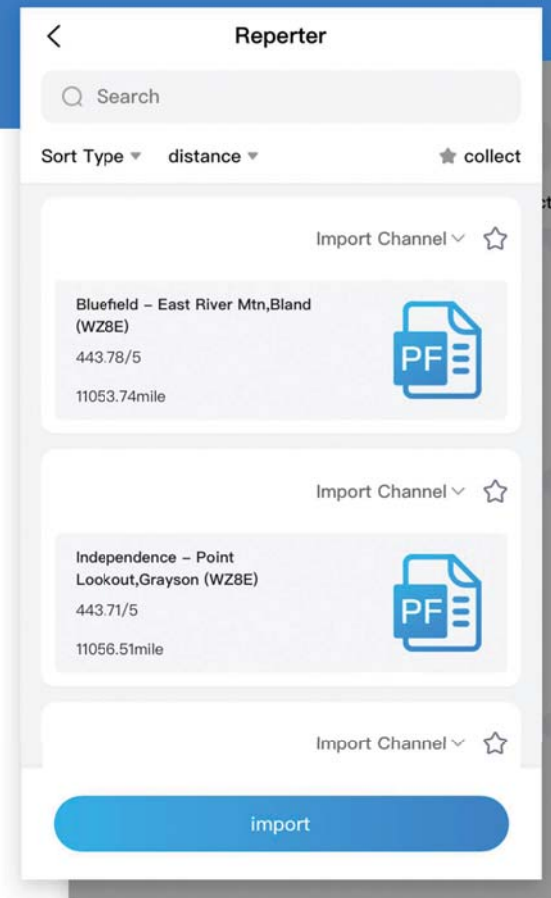 Reperter
Search
Sort Type distance collect
Import Channel
Bluefield – East River Mtn,Bland
(WZ8E)
443.78/5
11053.74mile
PF
Import Channel
Independence – Point
Lookout,Grayson (WZ8E)
443.71/5
11056.51mile
PF
Import Channel
import